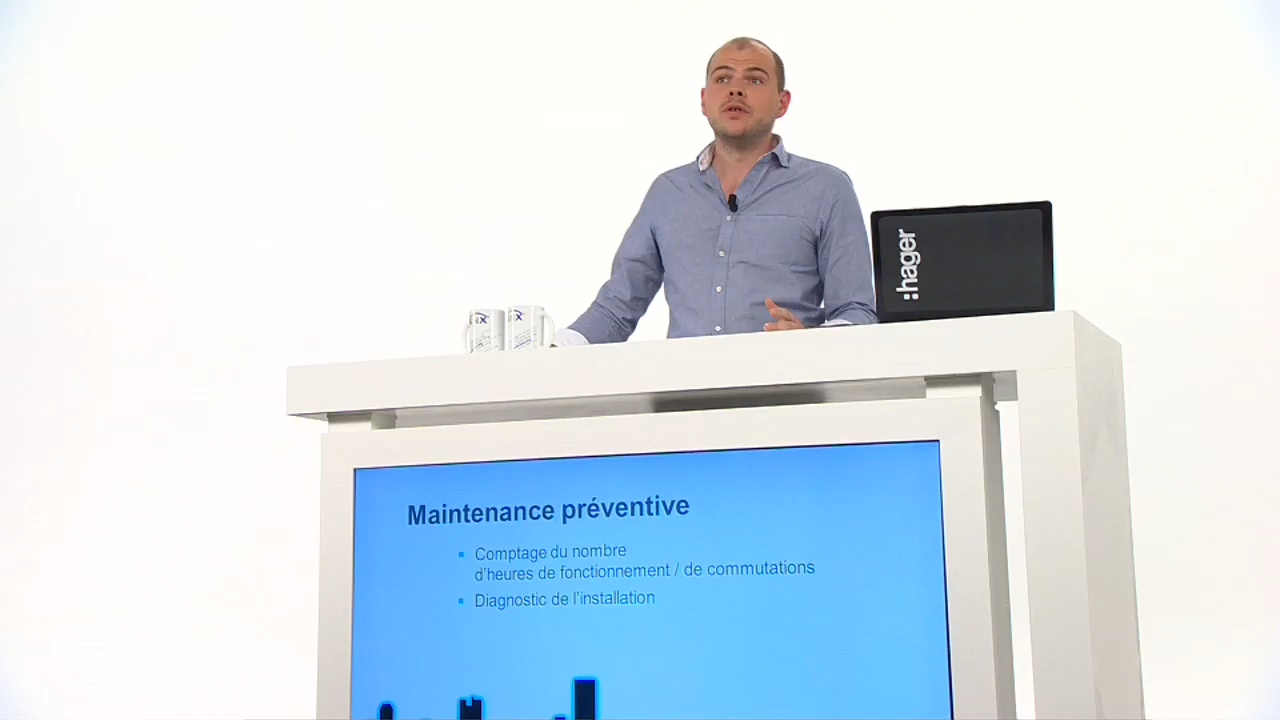 :hager
Maintenance préventive
Comptage du nombre
d'heures de fonctionnement / de commutations
Diagnostic de l'installation